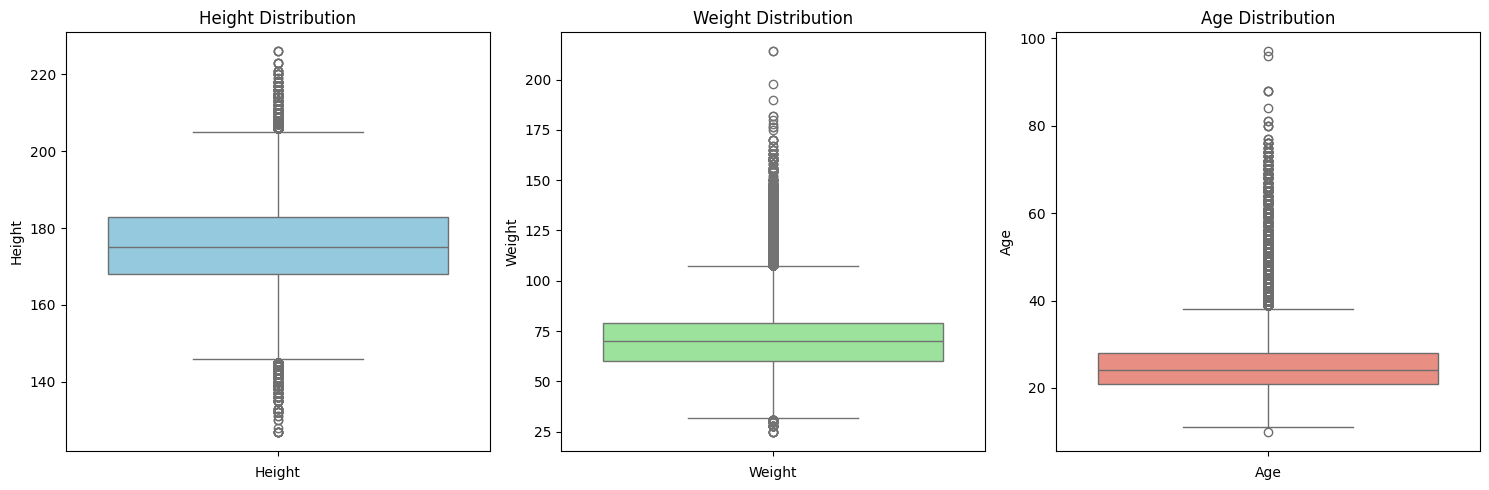 Height Distribution
220
200
180
160
140
Height
Height
Weight Distribution
200
175
150
125
100
75
50
25
Weight
Weight
Age Distribution
100
80
60
40
20
Age
Age